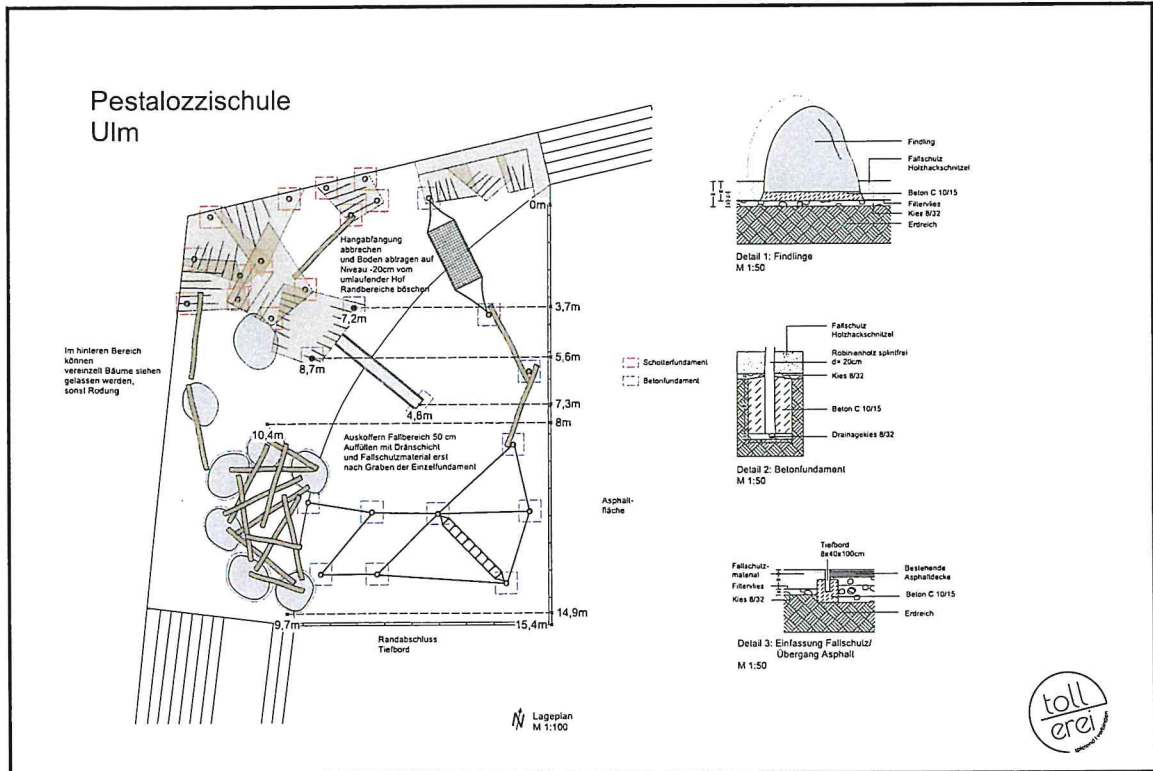 Pestalozzischule
Ulm
0m
Hangabfangung
abbrechen
und Boden abtragen auf
Niveau -20cm vom
umlaufender Hof
Randbereiche böschen
3,7m
7,2m
5,6m
8,7m
7,3m
4,8m
8m
10,4m
Im hinteren Bereich
können
vereinzelt Bäume stehen
gelassen werden,
sonst Rodung
Schotterfundament
Betonfundament
Auskoffern Fallbereich 50 cm
Auffüllen mit Dränschicht
und Fallschutzmaterial erst
nach Graben der Einzelfundament
Asphalt-
fläche
14,9m
9,7m
15,4m
Randabschluss
Tiefbord
N
Lageplan
M 1:100
Findling
Fallschutz
Holzhackschnitzel
Beton C 10/15
Filtervlies
Kies 8/32
Erdreich
Detail 1: Findlinge
M 1:50
Fallschutz
Holzhackschnitzel
Robinienholz splintfrei
d= 20cm
Kies 8/32
Beton C 10/15
Drainagekies 8/32
Detail 2: Betonfundament
M 1:50
Tiefbord
8x40x100cm
Fallschutz-
material
Filtervlies
Kies 8/32
Bestehende
Asphaltdecke
Beton C 10/15
Erdreich
Detail 3: Einfassung Fallschutz/
Übergang Asphalt
M 1:50
toll
erei